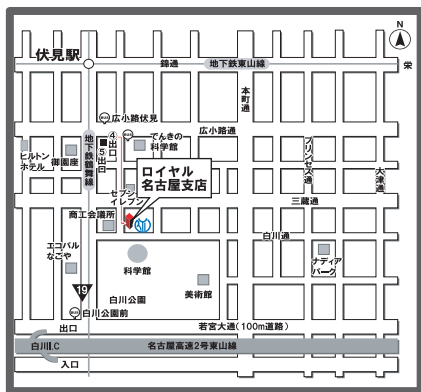 N
伏見駅
錦通
地下鉄東山線
栄
本町通
BUS
広小路伏見
BUS
広小路通
④出口
⑤出口
でんきの
科学館
ヒルトン
ホテル
御園座
地下鉄鶴舞線
プリンセス通
大津通
ロイヤル
名古屋支店
セブン
イレブン
三蔵通
商工会議所
白川通
エコパル
なごや
科学館
ナディア
パーク
19
白川公園
美術館
BUS
白川公園前
出口
若宮大通(100m道路)
白川I.C
名古屋高速2号東山線
入口